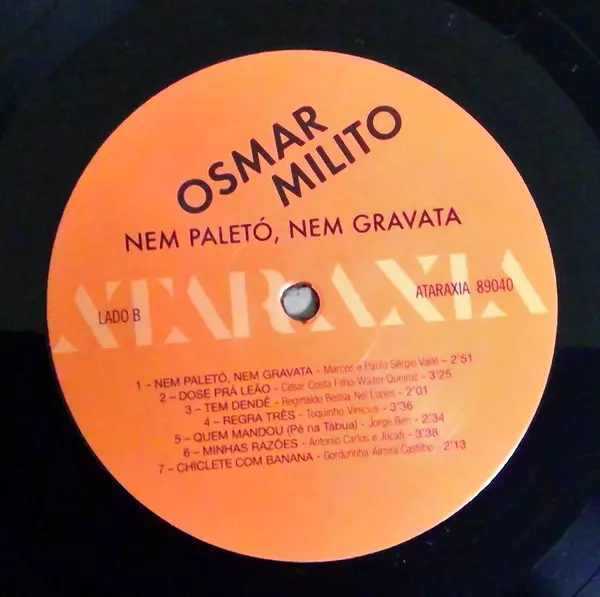 OSMAR
MILITO
NEM PALETÓ, NEM GRAVATA
ATARAXIA
LADO B
ATARAXIA 89040
1 – NEM PALETÓ, NEM GRAVATA - Marcos e Paulo Sérgio Valle - 2'51
2 – DOSE PRÁ LEÃO - César Costa Filho-Walter Queiroz - 3'25
3 – TEM DENDÊ - Reginaldo Bessa, Nei Lopes - 2'01
4 – REGRA TRÊS - Toquinho Vinicius - 3'36
5 – QUEM MANDOU (Pé na Tábua) - Jorge Ben - 2'34
6 – MINHAS RAZÕES - Antonio Carlos e Jocafi - 3'38
7 – CHICLETE COM BANANA - Gordurinha Almira Castilho - 2'13